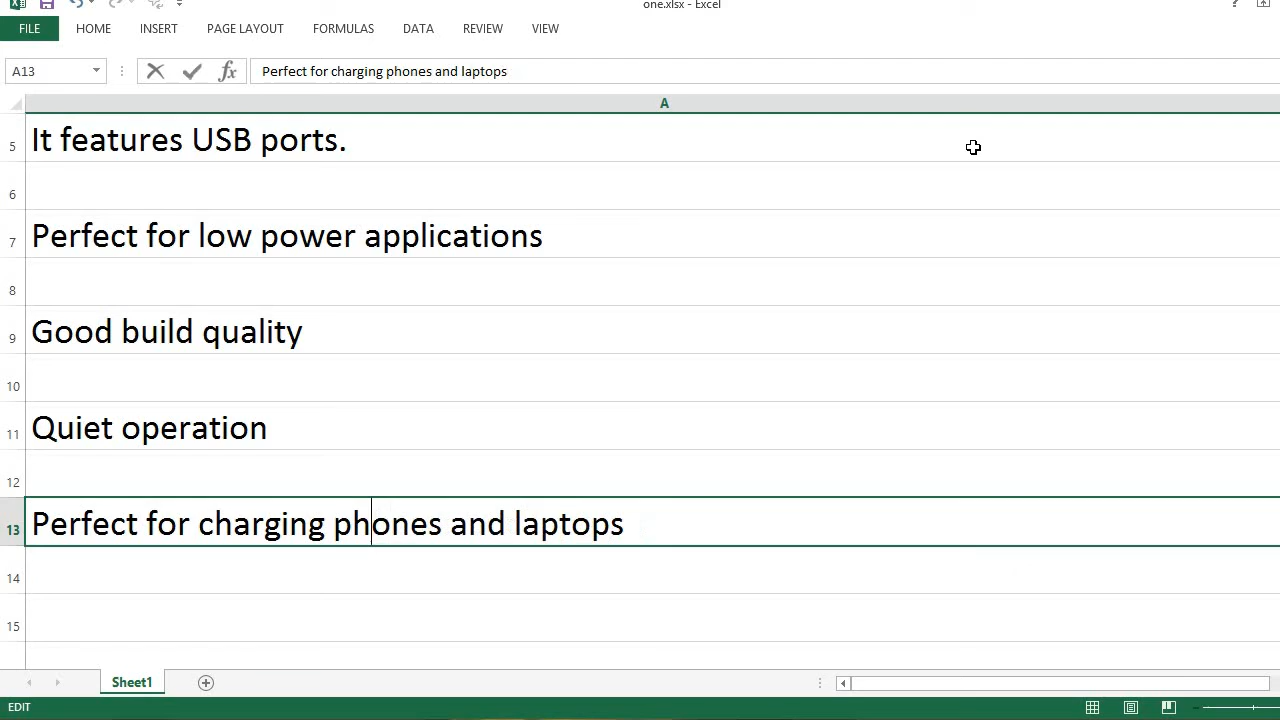 one.xlsx - Excel
?
FILE HOME INSERT PAGE LAYOUT FORMULAS DATA REVIEW VIEW
A13 fx Perfect for charging phones and laptops
A
5 It features USB ports.
6
7 Perfect for low power applications
8
9 Good build quality
10
11 Quiet operation
12
13 Perfect for charging phones and laptops
14
15
Sheet1
EDIT